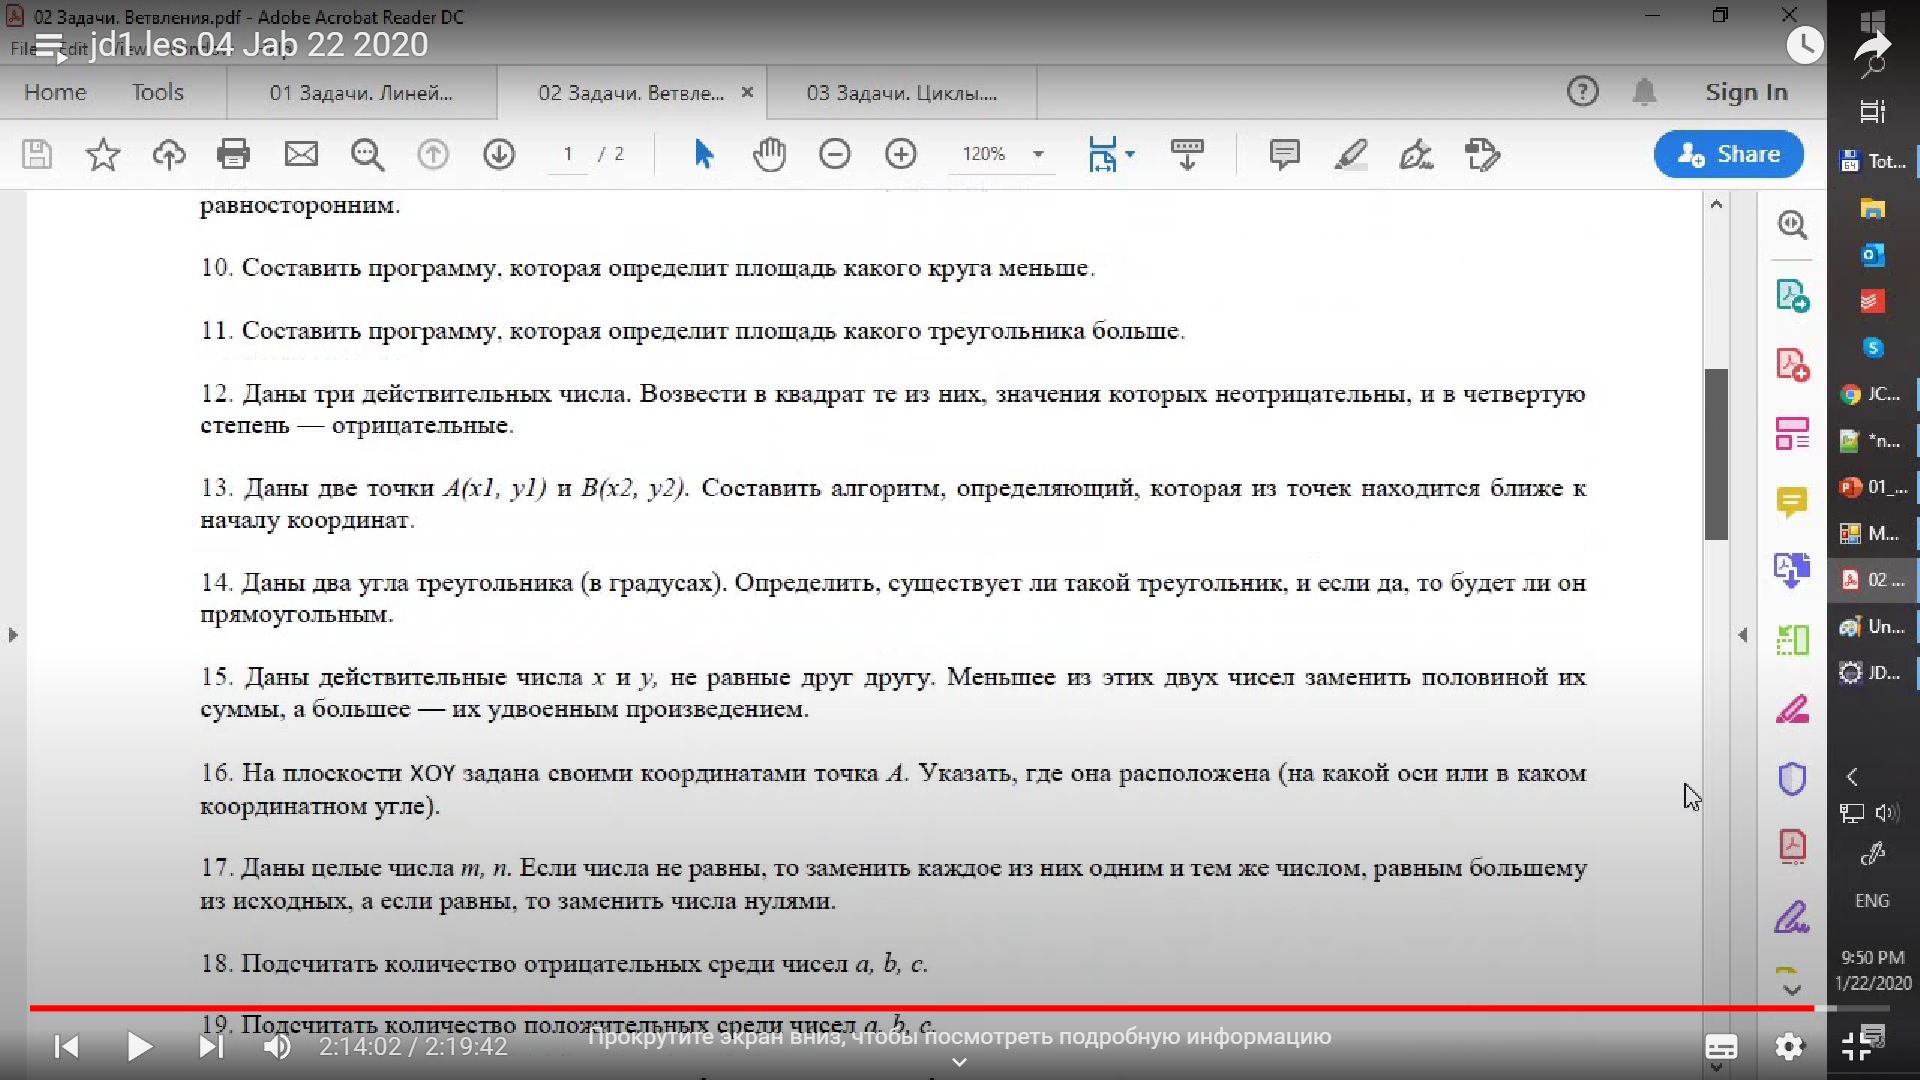 02 Задачи. Ветвления.pdf - Adobe Acrobat Reader DC
jd1 les 04 Jab 22 2020
File Edit View
Home Tools 01 Задачи. Линей... 02 Задачи. Ветвле... 03 Задачи. Циклы.... Sign In
1 / 2 120% Share
равносторонним.
10. Составить программу, которая определит площадь какого круга меньше.
11. Составить программу, которая определит площадь какого треугольника больше.
12. Даны три действительных числа. Возвести в квадрат те из них, значения которых неотрицательны, и в четвертую
степень — отрицательные.
13. Даны две точки A(x1, y1) и B(x2, y2). Составить алгоритм, определяющий, которая из точек находится ближе к
началу координат.
14. Даны два угла треугольника (в градусах). Определить, существует ли такой треугольник, и если да, то будет ли он
прямоугольным.
15. Даны действительные числа x и y, не равные друг другу. Меньшее из этих двух чисел заменить половиной их
суммы, а большее — их удвоенным произведением.
16. На плоскости XOY задана своими координатами точка A. Указать, где она расположена (на какой оси или в каком
координатном угле).
17. Даны целые числа m, n. Если числа не равны, то заменить каждое из них одним и тем же числом, равным большему
из исходных, а если равны, то заменить числа нулями.
18. Подсчитать количество отрицательных среди чисел a, b, c.
19. Подсчитать количество положительных среди чисел a, b, c.
Прокрутите экран вниз, чтобы посмотреть подробную информацию
2:14:02 / 2:19:42
Tot...
JC...
*n...
01_...
M...
02 ...
Un...
JD...
ENG
9:50 PM
1/22/2020